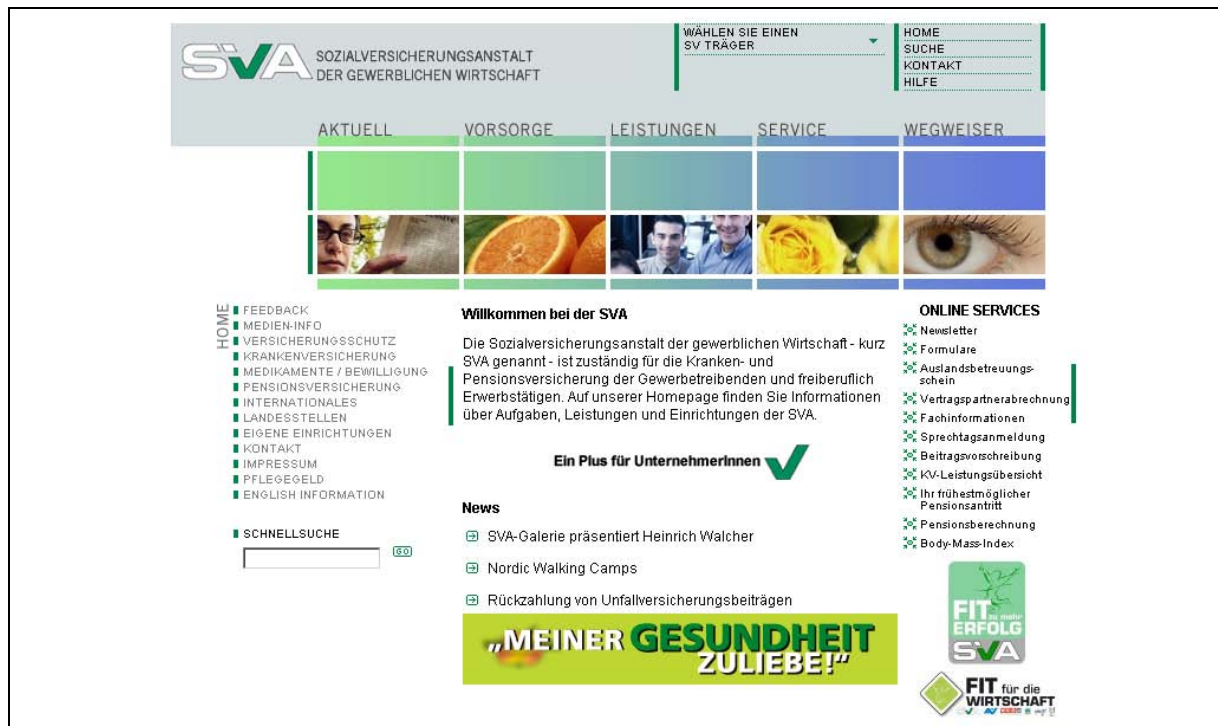 SVA
SOZIALVERSICHERUNGSANSTALT
DER GEWERBLICHEN WIRTSCHAFT
WÄHLEN SIE EINEN
SV TRÄGER
HOME
SUCHE
KONTAKT
HILFE
AKTUELL VORSORGE LEISTUNGEN SERVICE WEGWEISER
HOME
FEEDBACK
MEDIEN-INFO
VERSICHERUNGSSCHUTZ
KRANKENVERSICHERUNG
MEDIKAMENTE / BEWILLIGUNG
PENSIONSVERSICHERUNG
INTERNATIONALES
LANDESSTELLEN
EIGENE EINRICHTUNGEN
KONTAKT
IMPRESSUM
PFLEGEGELD
ENGLISH INFORMATION
SCHNELLSUCHE
GO
Willkommen bei der SVA
Die Sozialversicherungsanstalt der gewerblichen Wirtschaft - kurz
SVA genannt - ist zuständig für die Kranken- und
Pensionsversicherung der Gewerbetreibenden und freiberuflich
Erwerbstätigen. Auf unserer Homepage finden Sie Informationen
über Aufgaben, Leistungen und Einrichtungen der SVA.
Ein Plus für UnternehmerInnen
News
SVA-Galerie präsentiert Heinrich Walcher
Nordic Walking Camps
Rückzahlung von Unfallversicherungsbeiträgen
„MEINER GESUNDHEIT
ZULIEBE!“
ONLINE SERVICES
Newsletter
Formulare
Auslandsbetreuungs-
schein
Vertragspartnerabrechnung
Fachinformationen
Sprechtagsanmeldung
Beitragsvorschreibung
KV-Leistungsübersicht
Ihr frühestmöglicher
Pensionsantritt
Pensionsberechnung
Body-Mass-Index
FIT zu mehr
ERFOLG
SVA
FIT für die
WIRTSCHAFT